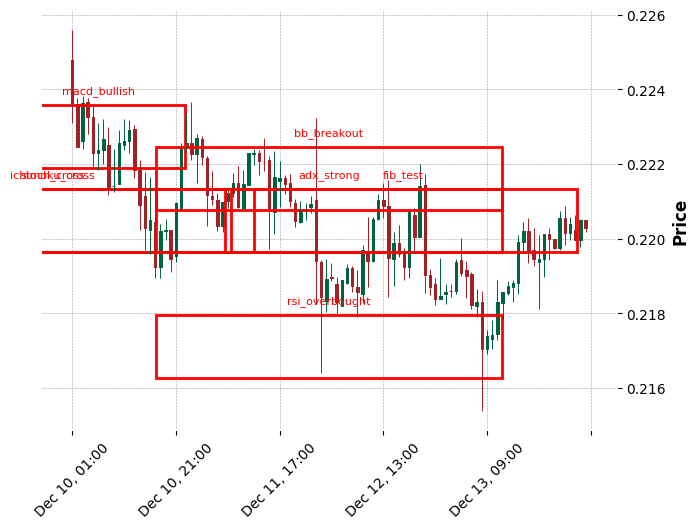 0.226
0.224
macd_bullish
bb_breakout
0.222
adx_strong
fib_test
0.220
Price
rsi_overbought
0.218
0.216
Dec 10, 01:00
Dec 10, 21:00
Dec 11, 17:00
Dec 12, 13:00
Dec 13, 09:00